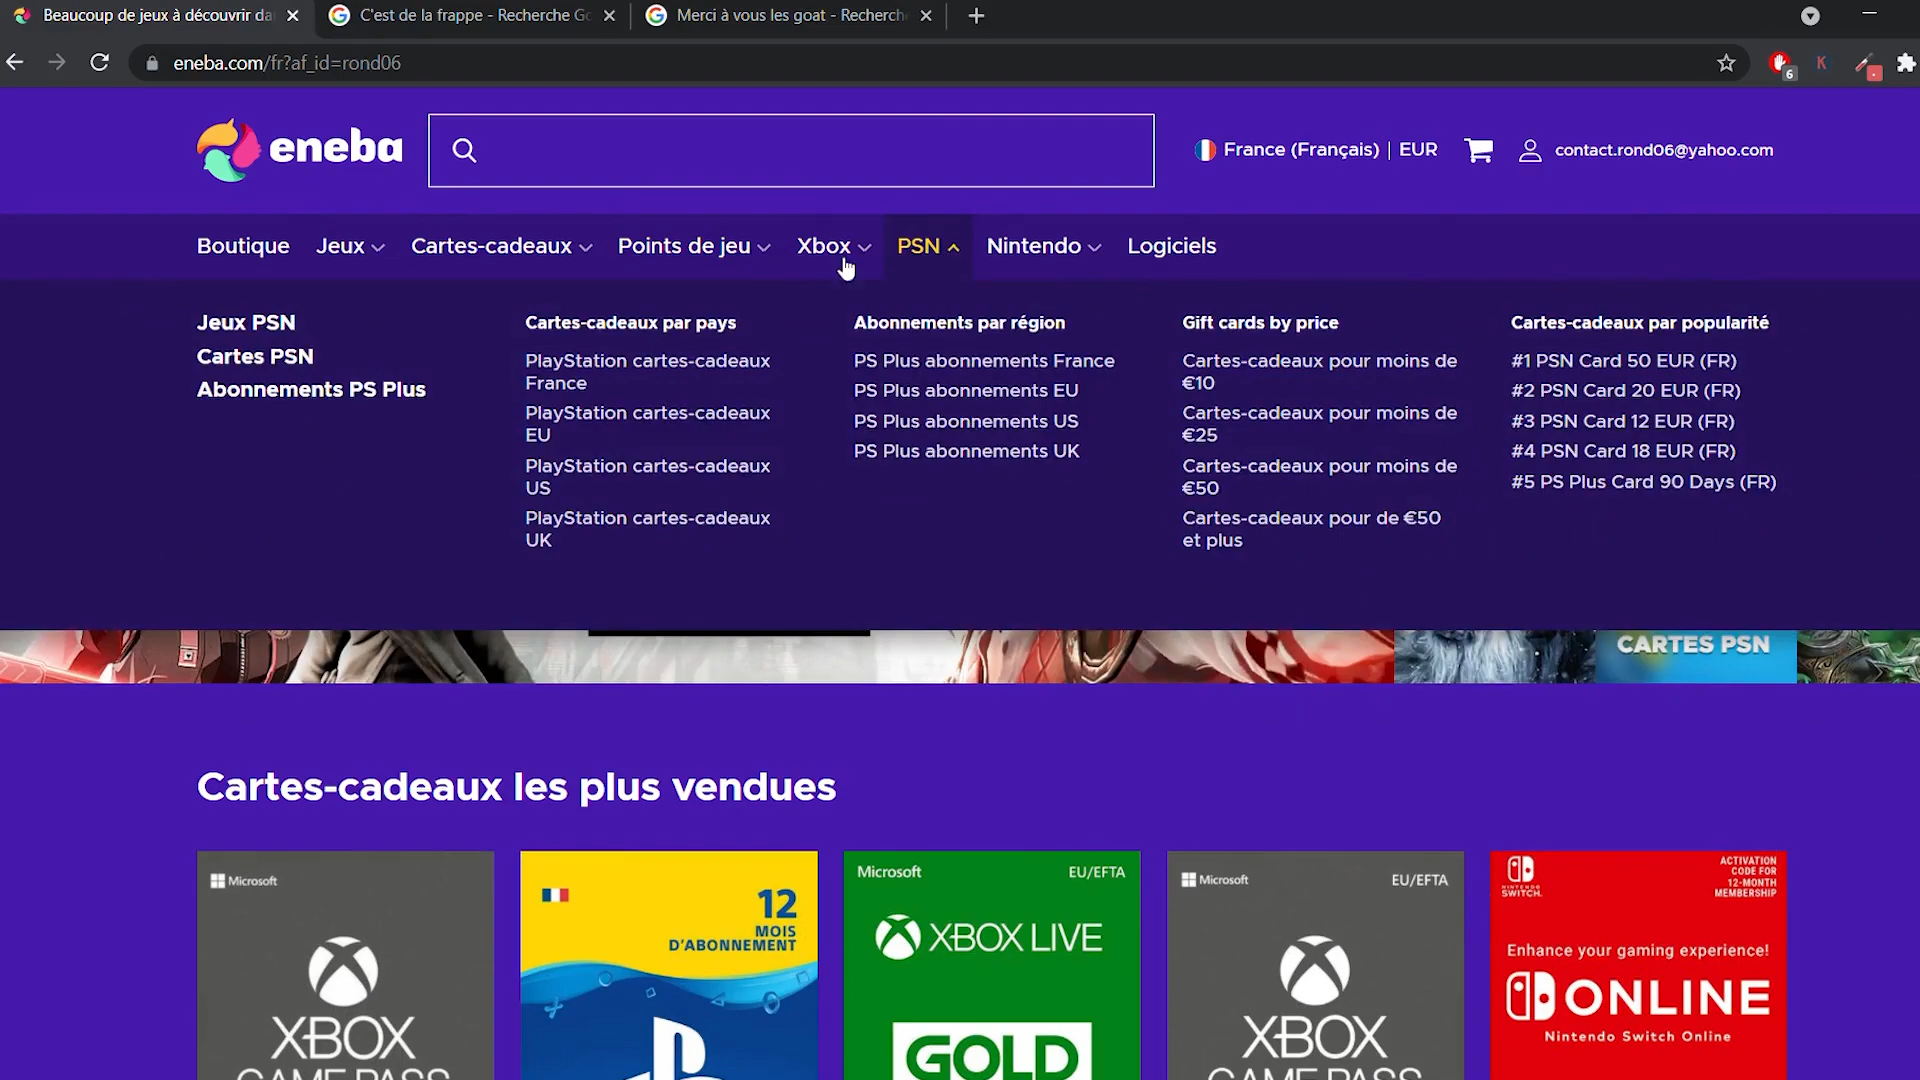 Beaucoup de jeux à découvrir da
C'est de la frappe - Recherche Go
Merci à vous les goat - Recherche
eneba.com/fr?af_id=rond06
6
K
eneba
France (Français) | EUR
contact.rond06@yahoo.com
Boutique
Jeux
Cartes-cadeaux
Points de jeu
Xbox
PSN
Nintendo
Logiciels
Jeux PSN
Cartes PSN
Abonnements PS Plus
Cartes-cadeaux par pays
PlayStation cartes-cadeaux
France
PlayStation cartes-cadeaux
EU
PlayStation cartes-cadeaux
US
PlayStation cartes-cadeaux
UK
Abonnements par région
PS Plus abonnements France
PS Plus abonnements EU
PS Plus abonnements US
PS Plus abonnements UK
Gift cards by price
Cartes-cadeaux pour moins de
€10
Cartes-cadeaux pour moins de
€25
Cartes-cadeaux pour moins de
€50
Cartes-cadeaux pour de €50
et plus
Cartes-cadeaux par popularité
#1 PSN Card 50 EUR (FR)
#2 PSN Card 20 EUR (FR)
#3 PSN Card 12 EUR (FR)
#4 PSN Card 18 EUR (FR)
#5 PS Plus Card 90 Days (FR)
CARTES PSN
Cartes-cadeaux les plus vendues
Microsoft
XBOX
GAME PASS
12
MOIS
D'ABONNEMENT
Microsoft
EU/EFTA
XBOX LIVE
GOLD
Microsoft
EU/EFTA
XBOX
GAME PASS
NINTENDO
SWITCH.
ACTIVATION
CODE FOR
12-MONTH
MEMBERSHIP
Enhance your gaming experience!
ONLINE
Nintendo Switch Online